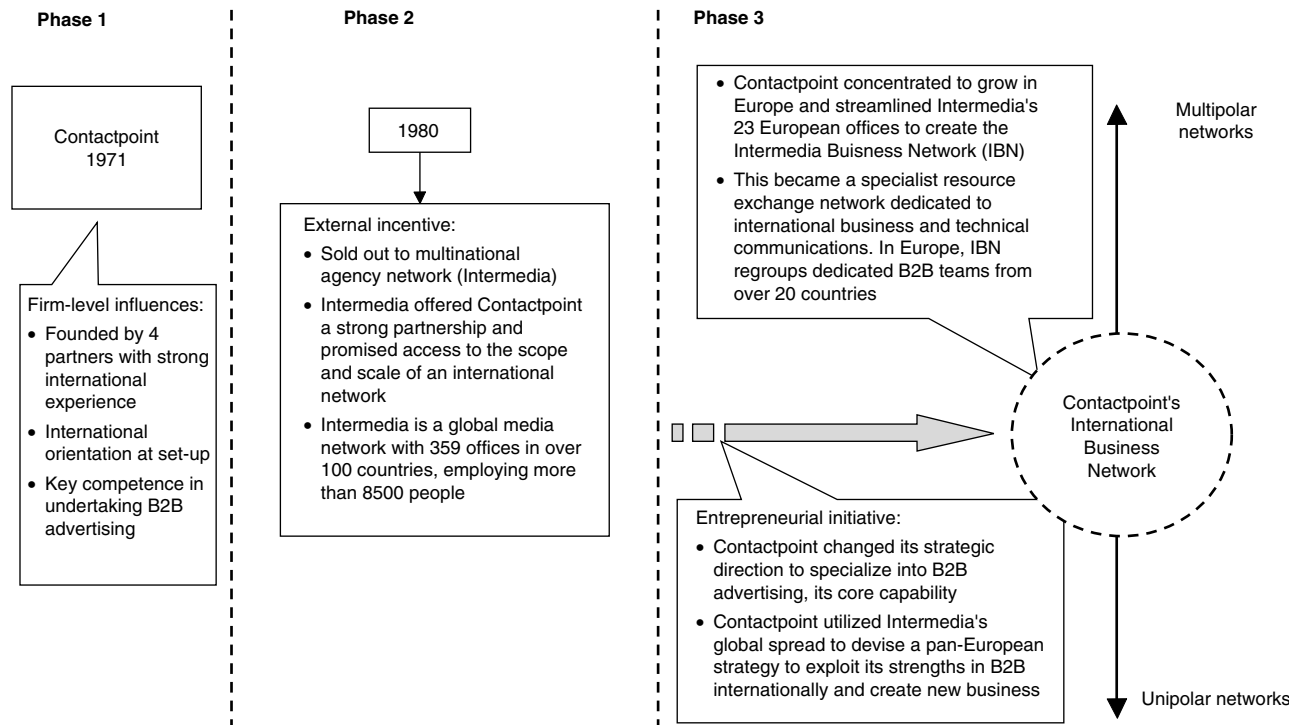 Phase 1
Contactpoint
1971
Firm-level influences:
• Founded by 4
partners with strong
international
experience
• International
orientation at set-up
• Key competence in
undertaking B2B
advertising
Phase 2
1980
External incentive:
• Sold out to multinational
agency network (Intermedia)
• Intermedia offered Contactpoint
a strong partnership and
promised access to the scope
and scale of an international
network
• Intermedia is a global media
network with 359 offices in over
100 countries, employing more
than 8500 people
Phase 3
• Contactpoint concentrated to grow in
Europe and streamlined Intermedia's
23 European offices to create the
Intermedia Buisness Network (IBN)
• This became a specialist resource
exchange network dedicated to
international business and technical
communications. In Europe, IBN
regroups dedicated B2B teams from
over 20 countries
Multipolar
networks
Contactpoint's
International
Business
Network
Entrepreneurial initiative:
• Contactpoint changed its strategic
direction to specialize into B2B
advertising, its core capability
• Contactpoint utilized Intermedia's
global spread to devise a pan-European
strategy to exploit its strengths in B2B
internationally and create new business
Unipolar networks